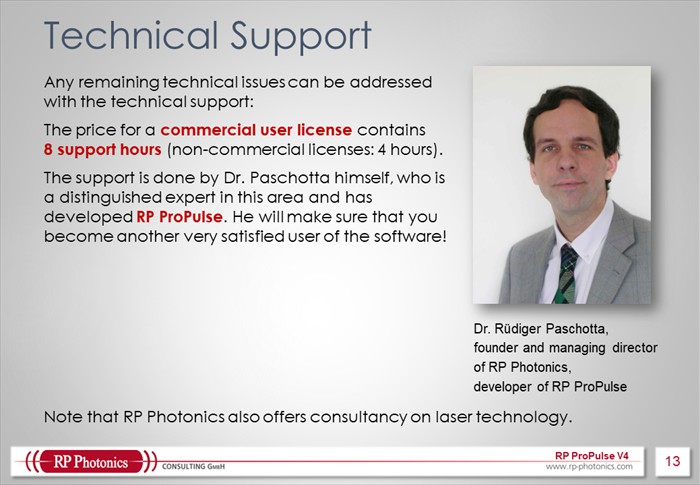 Technical Support
Any remaining technical issues can be addressed
with the technical support:
The price for a commercial user license contains
8 support hours (non-commercial licenses: 4 hours).
The support is done by Dr. Paschotta himself, who is
a distinguished expert in this area and has
developed RP ProPulse. He will make sure that you
become another very satisfied user of the software!
Dr. Rüdiger Paschotta,
founder and managing director
of RP Photonics,
developer of RP ProPulse
Note that RP Photonics also offers consultancy on laser technology.
RP Photonics
CONSULTING GmbH
RP ProPulse V4
www.rp-photonics.com
13